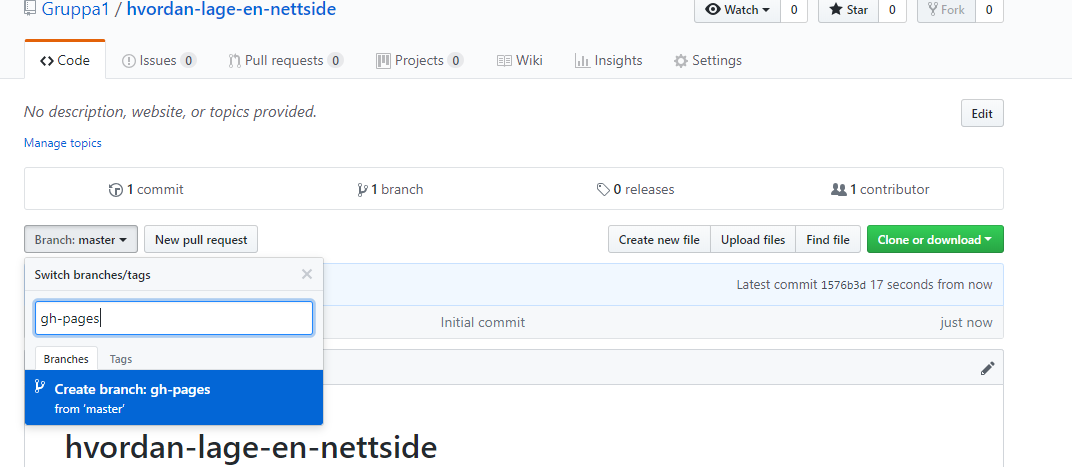 Gruppa1 / hvordan-lage-en-nettside
Watch 0 Star 0 Fork 0
Code Issues 0 Pull requests 0 Projects 0 Wiki Insights Settings
No description, website, or topics provided.
Edit
Manage topics
1 commit 1 branch 0 releases 1 contributor
Branch: master New pull request Create new file Upload files Find file Clone or download
Switch branches/tags
Latest commit 1576b3d 17 seconds from now
gh-pages
Initial commit just now
Branches Tags
Create branch: gh-pages
from 'master'
hvordan-lage-en-nettside